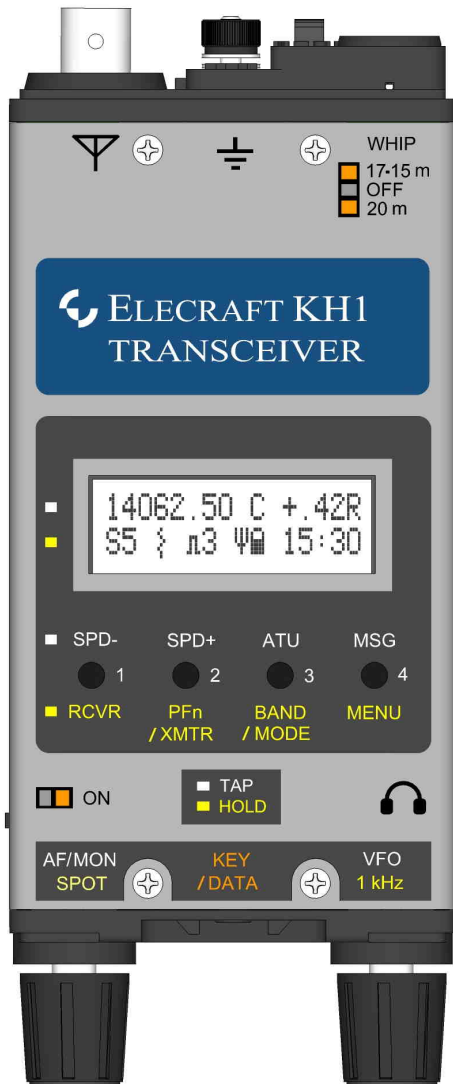 WHIP
17-15 m
OFF
20 m
ELECRAFT KH1
TRANSCEIVER
14062.50 C +.42R
S5 π3 15:30
SPD- SPD+ ATU MSG
1 2 3 4
RCVR PFn BAND MENU
/ XMTR / MODE
ON
TAP
HOLD
AF/MON KEY VFO
SPOT / DATA 1 kHz